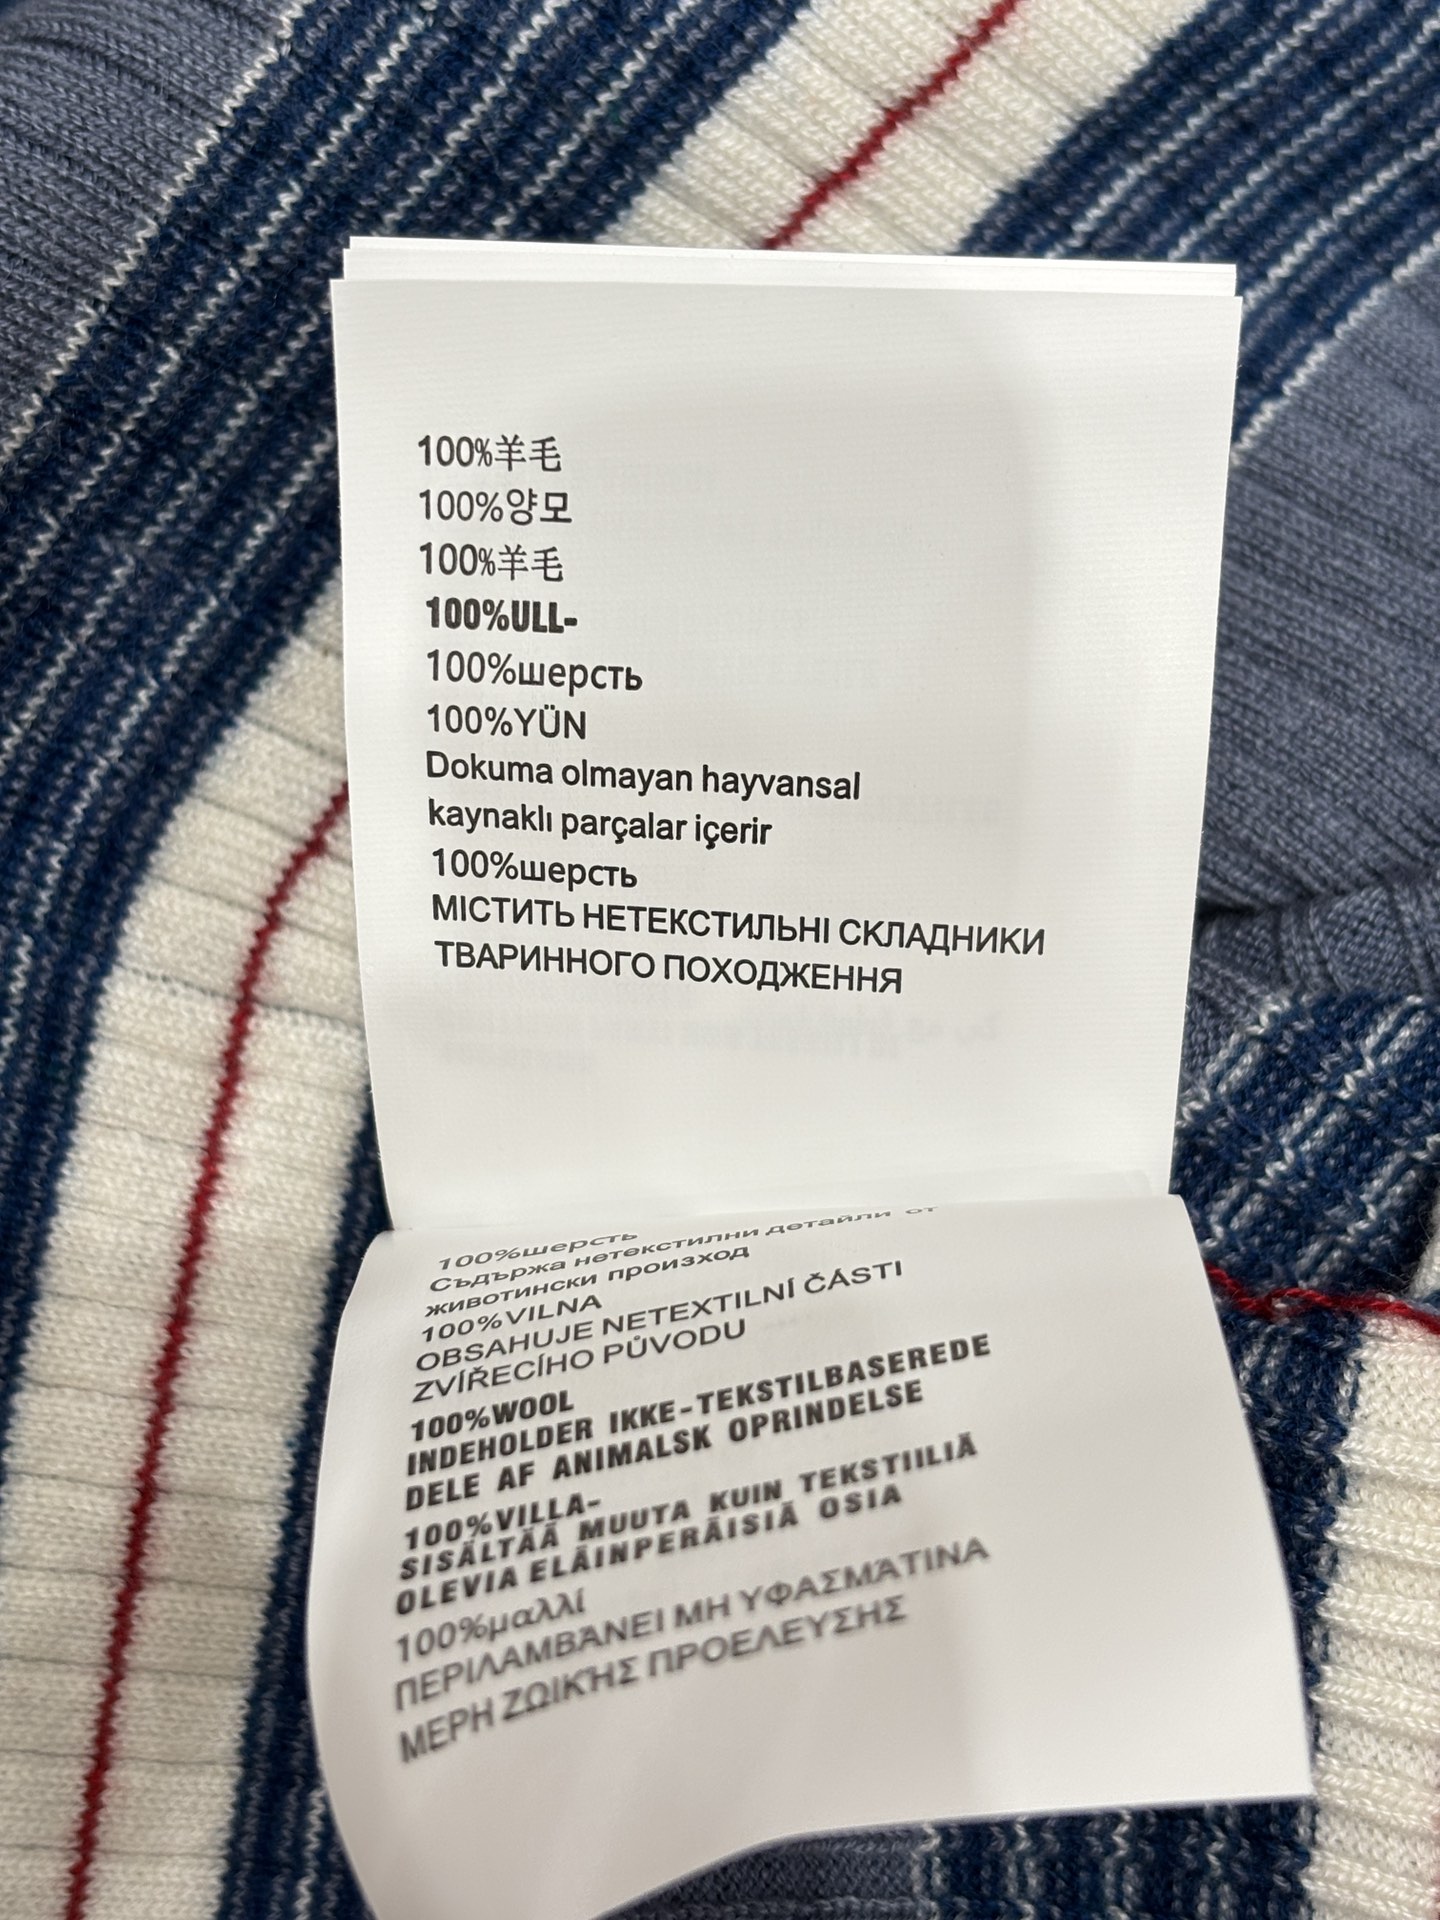 100%羊毛
100%양모
100%羊毛
100%ULL-
100%шерсть
100%YÜN
Dokuma olmayan hayvansal
kaynaklı parçalar içerir
100%шерсть
МІСТИТЬ НЕТЕКСТИЛЬНІ СКЛАДНИКИ
ТВАРИННОГО ПОХОДЖЕННЯ
100%шерсть
Съдържа нетекстилни детайли от
животински произход
100%VILNA
OBSAHUJE NETEXTILNÍ ČÁSTI
ZVÍŘECÍHO PŮVODU
100%WOOL
INDEHOLDER IKKE-TEKSTILBASEREDE
DELE AF ANIMALSK OPRINDELSE
100%VILLA-
SISÄLTÄÄ MUUTA KUIN TEKSTIILIÄ
OLEVIA ELÄINPERÄISIÄ OSIA
100%μαλλί
ΠΕΡΙΛΑΜΒΆΝΕΙ ΜΗ ΥΦΑΣΜΆΤΙΝΑ
ΜΕΡΗ ΖΩΙΚΉΣ ΠΡΟΕΛΕΥΣΗΣ